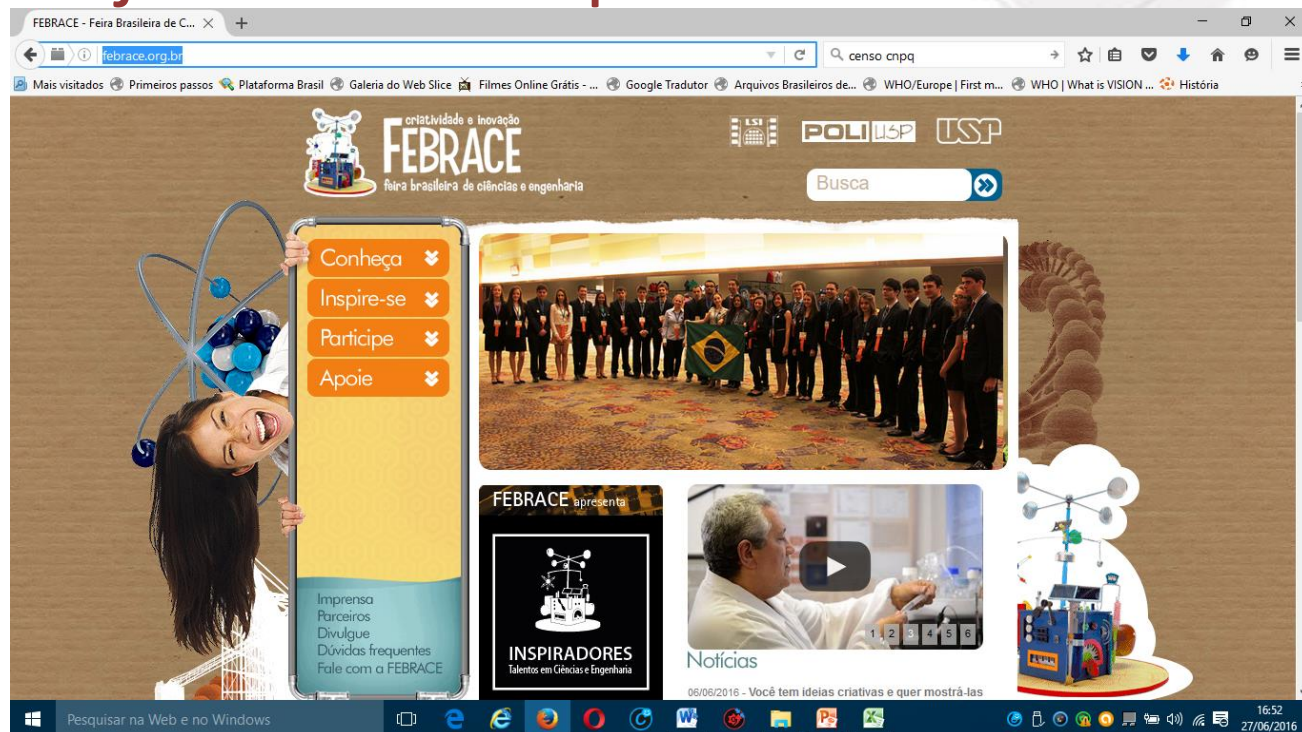 FEBRACE - Feira Brasileira de C...
febrace.org.br
censo cnpq
Mais visitados Primeiros passos Plataforma Brasil Galeria do Web Slice Filmes Online Grátis - ... Google Tradutor Arquivos Brasileiros de... WHO/Europe | First m... WHO | What is VISION ... História
criatividade e inovação
FEBRACE
feira brasileira de ciências e engenharia
LSI
POLI USP
USP
Busca
Conheça
Inspire-se
Participe
Apoie
Imprensa
Parceiros
Divulgue
Dúvidas frequentes
Fale com a FEBRACE
FEBRACE apresenta
INSPIRADORES
Talentos em Ciências e Engenharia
1 2 3 4 5 6
Notícias
06/06/2016 - Você tem ideias criativas e quer mostrá-las
Pesquisar na Web e no Windows
16:52
27/06/2016